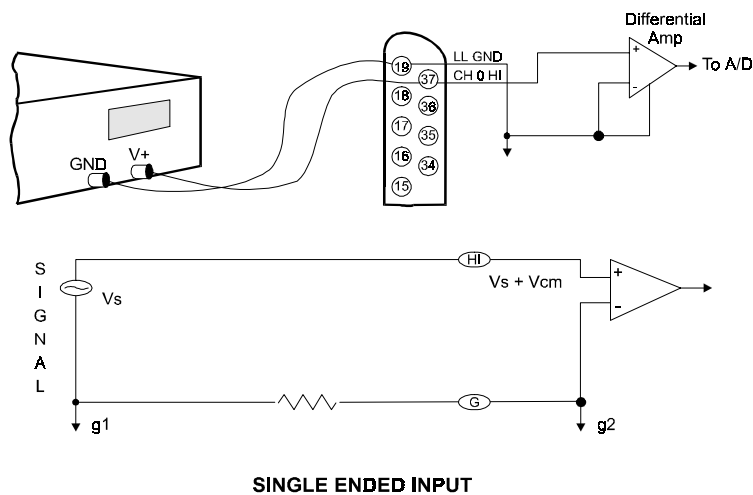 Differential
Amp
19
LL GND
+
37
CH 0 HI
To A/D
-
18
36
17
35
V+
GND
16
34
15
SIGNAL
HI
Vs + Vcm
+
Vs
-
G
g1
g2
SINGLE ENDED INPUT